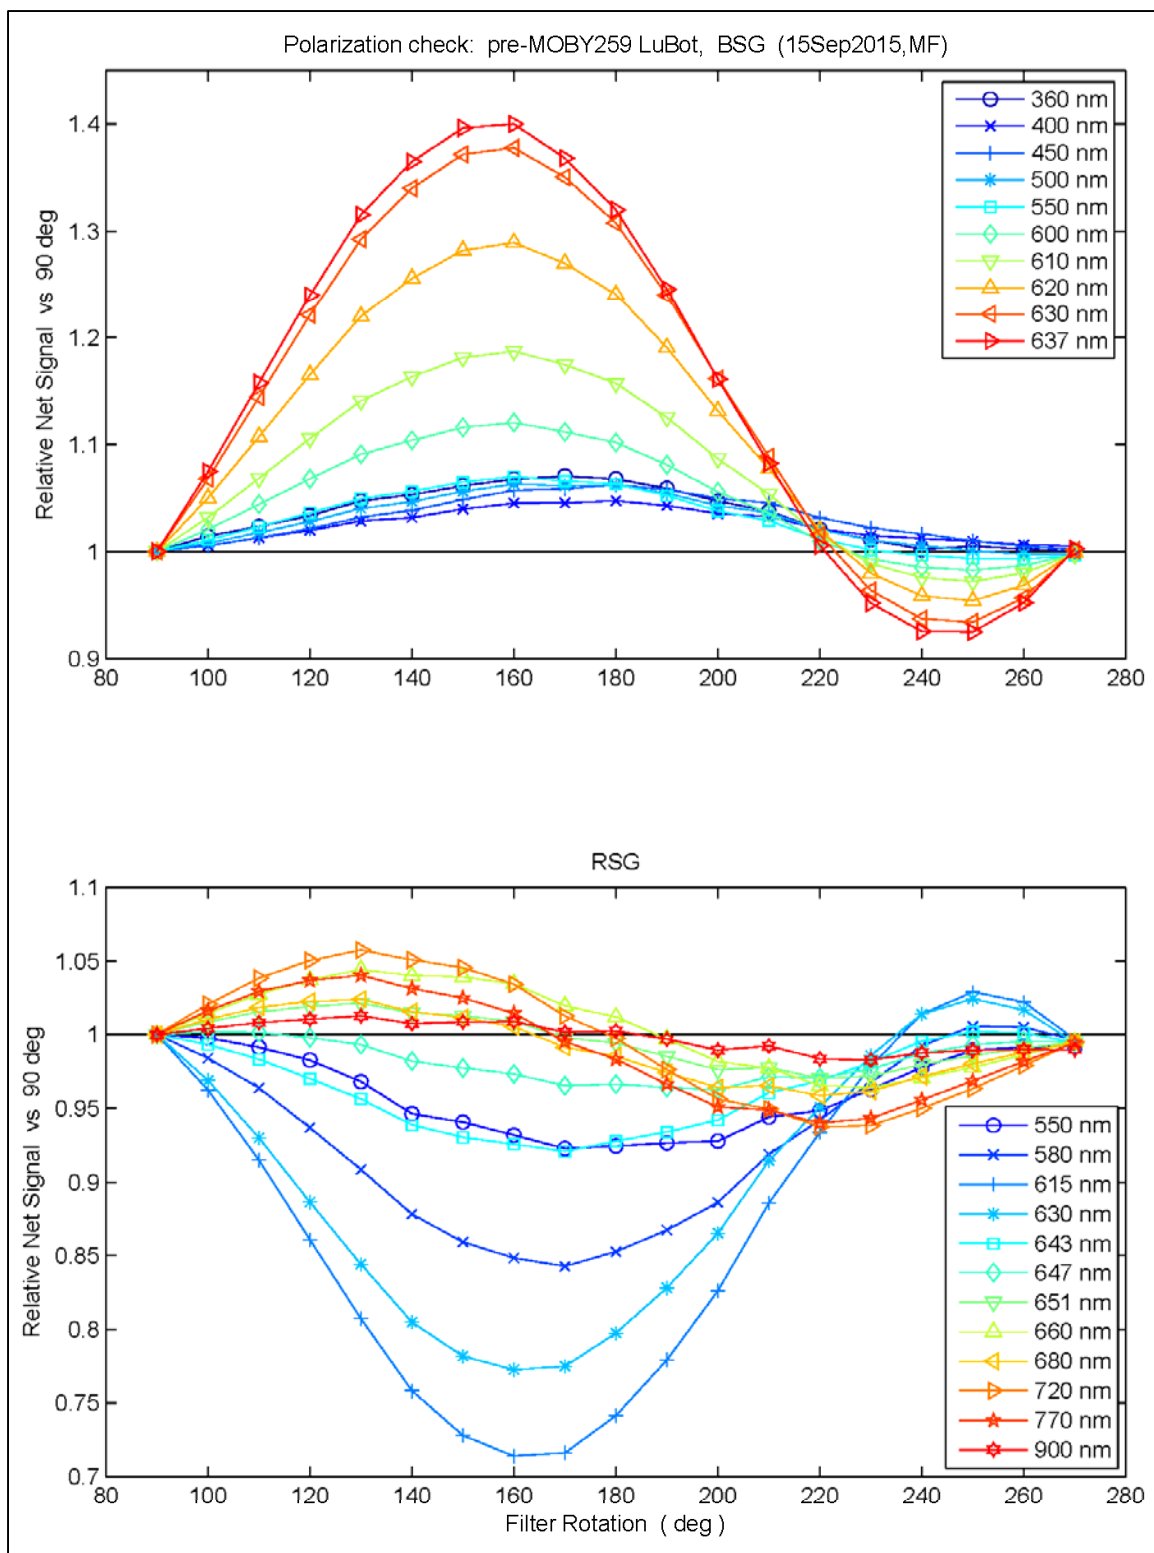 Polarization check: pre-MOBY259 LuBot, BSG (15Sep2015,MF)
Relative Net Signal vs 90 deg
1.4
1.3
1.2
1.1
1
0.9
80 100 120 140 160 180 200 220 240 260 280
360 nm
400 nm
450 nm
500 nm
550 nm
600 nm
610 nm
620 nm
630 nm
637 nm
RSG
Relative Net Signal vs 90 deg
1.1
1.05
1
0.95
0.9
0.85
0.8
0.75
0.7
550 nm
580 nm
615 nm
630 nm
643 nm
647 nm
651 nm
660 nm
680 nm
720 nm
770 nm
900 nm
80 100 120 140 160 180 200 220 240 260 280
Filter Rotation ( deg )